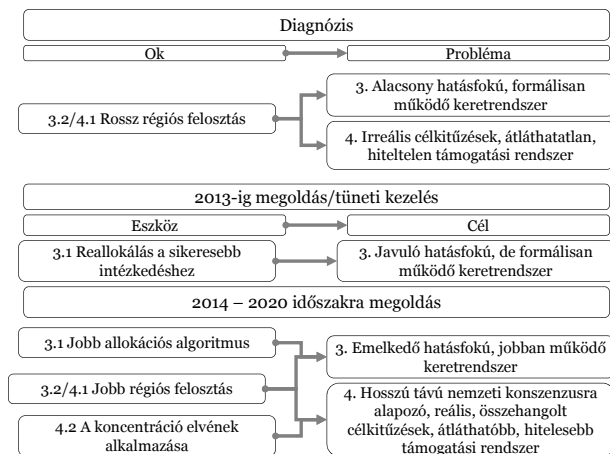 Diagnózis
Ok
Probléma
3.2/4.1 Rossz régiós felosztás
3. Alacsony hatásfokú, formálisan
működő keretrendszer
4. Irreális célkitűzések, átláthatatlan,
hiteltelen támogatási rendszer
2013-ig megoldás/tüneti kezelés
Eszköz
Cél
3.1 Reallokálás a sikeresebb
intézkedéshez
3. Javuló hatásfokú, de formálisan
működő keretrendszer
2014 – 2020 időszakra megoldás
3.1 Jobb allokációs algoritmus
3. Emelkedő hatásfokú, jobban működő
keretrendszer
3.2/4.1 Jobb régiós felosztás
4. Hosszú távú nemzeti konszenzusra
alapozó, reális, összehangolt
célkitűzések, átláthatóbb, hitelesebb
támogatási rendszer
4.2 A koncentráció elvének
alkalmazása